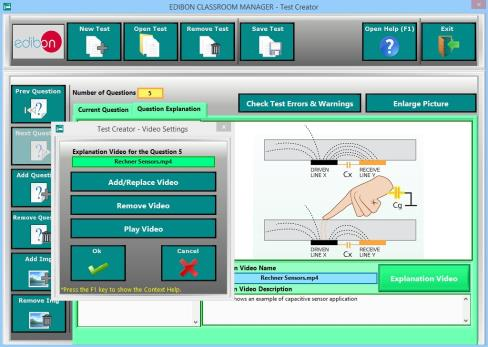 EDIBON CLASSROOM MANAGER - Test Creator
edibon
New Test
Open Test
Remove Test
Save Test
Open Help (F1)
Exit
Prev Question
Number of Questions 5
Current Question
Question Explanation
Check Test Errors & Warnings
Enlarge Picture
Next
Test Creator - Video Settings
x
Explanation Video for the Question 5
Rechner Sensors.mp4
Add/Replace Video
Remove Video
Play Video
Ok
Cancel
*Press the F1 key to show the Context Help.
Add Quest
Remove Ques
Add Im
Remove Im
DRIVEN
LINE X
CX
RECEIVE
LINE Y
Cg
DRIVEN
LINE X
CX
RECEIVE
LINE Y
n Video Name
Rechner Sensors.mp4
Explanation Video
n Video Description
hows an example of capacitive sensor application